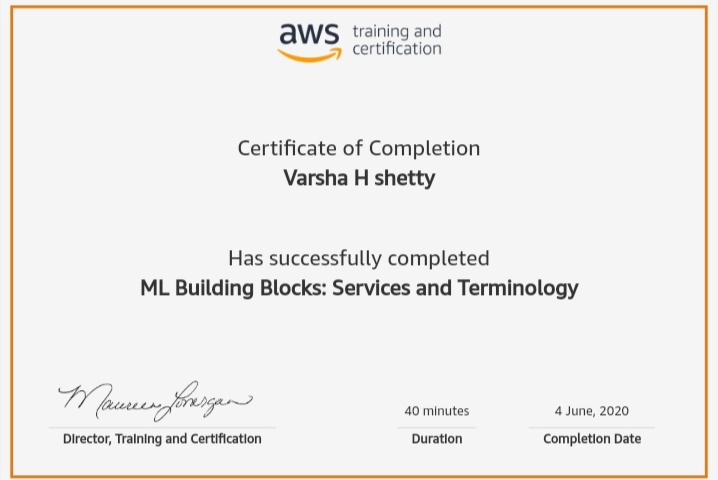 aws training and
certification
Certificate of Completion
Varsha H shetty
Has successfully completed
ML Building Blocks: Services and Terminology
Maureen Lonergan
40 minutes
4 June, 2020
Director, Training and Certification
Duration
Completion Date